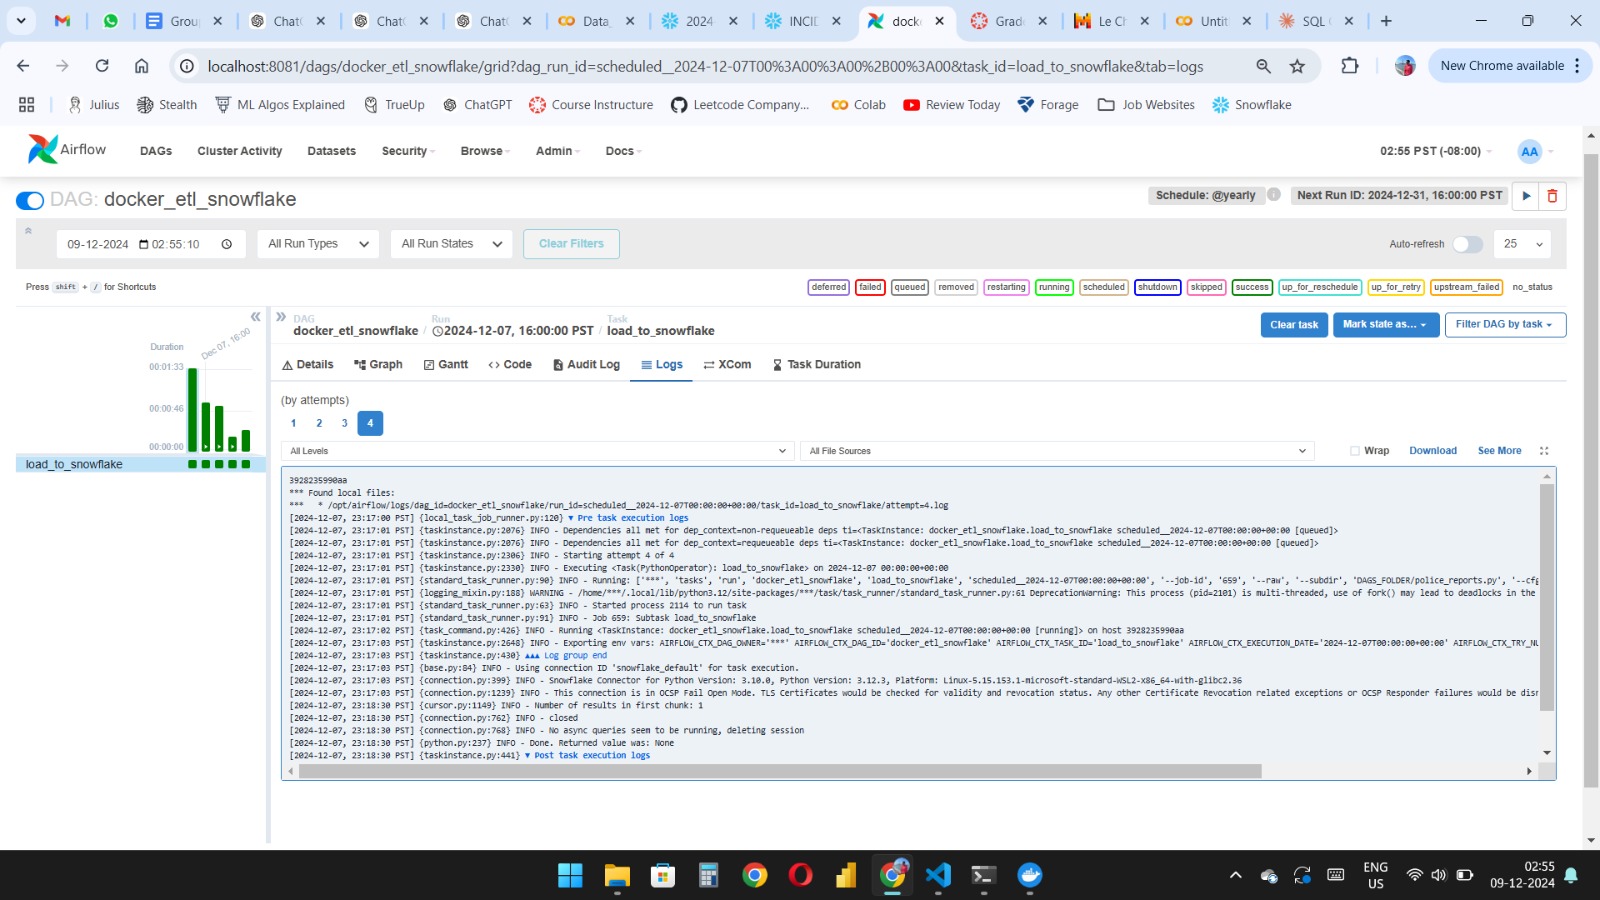 Grou
ChatG
ChatG
ChatG
Data_
2024-
INCID
docke
Grade
Le Ch
Untit
SQL
localhost:8081/dags/docker_etl_snowflake/grid?dag_run_id=scheduled__2024-12-07T00%3A00%3A00%2B00%3A00&task_id=load_to_snowflake&tab=logs
New Chrome available
Julius
Stealth
ML Algos Explained
TrueUp
ChatGPT
Course Instructure
Leetcode Company...
Colab
Review Today
Forage
Job Websites
Snowflake
Airflow
DAGs
Cluster Activity
Datasets
Security
Browse
Admin
Docs
02:55 PST (-08:00)
AA
DAG: docker_etl_snowflake
Schedule: @yearly
Next Run ID: 2024-12-31, 16:00:00 PST
09-12-2024 02:55:10
All Run Types
All Run States
Clear Filters
Auto-refresh
25
Press shift + / for Shortcuts
deferred
failed
queued
removed
restarting
running
scheduled
shutdown
skipped
success
up_for_reschedule
up_for_retry
upstream_failed
no_status
Dec 07, 16:00
Duration
00:01:33
00:00:46
00:00:00
load_to_snowflake
DAG
docker_etl_snowflake /
Run
2024-12-07, 16:00:00 PST /
Task
load_to_snowflake
Clear task
Mark state as...
Filter DAG by task
Details
Graph
Gantt
Code
Audit Log
Logs
XCom
Task Duration
(by attempts)
1 2 3 4
All Levels
All File Sources
Wrap
Download
See More
3928235990aa
*** Found local files:
***   * /opt/airflow/logs/dag_id=docker_etl_snowflake/run_id=scheduled__2024-12-07T00:00:00+00:00/task_id=load_to_snowflake/attempt=4.log
[2024-12-07, 23:17:00 PST] {local_task_job_runner.py:120} ▼ Pre task execution logs
[2024-12-07, 23:17:01 PST] {taskinstance.py:2076} INFO - Dependencies all met for dep_context=non-requeueable deps ti=<TaskInstance: docker_etl_snowflake.load_to_snowflake scheduled__2024-12-07T00:00:00+00:00 [queued]>
[2024-12-07, 23:17:01 PST] {taskinstance.py:2076} INFO - Dependencies all met for dep_context=requeueable deps ti=<TaskInstance: docker_etl_snowflake.load_to_snowflake scheduled__2024-12-07T00:00:00+00:00 [queued]>
[2024-12-07, 23:17:01 PST] {taskinstance.py:2306} INFO - Starting attempt 4 of 4
[2024-12-07, 23:17:01 PST] {taskinstance.py:2330} INFO - Executing <Task(PythonOperator): load_to_snowflake> on 2024-12-07 00:00:00+00:00
[2024-12-07, 23:17:01 PST] {standard_task_runner.py:90} INFO - Running: ['***', 'tasks', 'run', 'docker_etl_snowflake', 'load_to_snowflake', 'scheduled__2024-12-07T00:00:00+00:00', '--job-id', '659', '--raw', '--subdir', 'DAGS_FOLDER/police_reports.py', '--cfg
[2024-12-07, 23:17:01 PST] {logging_mixin.py:188} WARNING - /home/***/.local/lib/python3.12/site-packages/***/task/task_runner/standard_task_runner.py:61 DeprecationWarning: This process (pid=2101) is multi-threaded, use of fork() may lead to deadlocks in the
[2024-12-07, 23:17:01 PST] {standard_task_runner.py:63} INFO - Started process 2114 to run task
[2024-12-07, 23:17:01 PST] {standard_task_runner.py:91} INFO - Job 659: Subtask load_to_snowflake
[2024-12-07, 23:17:02 PST] {task_command.py:426} INFO - Running <TaskInstance: docker_etl_snowflake.load_to_snowflake scheduled__2024-12-07T00:00:00+00:00 [running]> on host 3928235990aa
[2024-12-07, 23:17:03 PST] {taskinstance.py:2648} INFO - Exporting env vars: AIRFLOW_CTX_DAG_OWNER='***' AIRFLOW_CTX_DAG_ID='docker_etl_snowflake' AIRFLOW_CTX_TASK_ID='load_to_snowflake' AIRFLOW_CTX_EXECUTION_DATE='2024-12-07T00:00:00+00:00' AIRFLOW_CTX_TRY_NU
[2024-12-07, 23:17:03 PST] {taskinstance.py:430} ▲▲▲ Log group end
[2024-12-07, 23:17:03 PST] {base.py:84} INFO - Using connection ID 'snowflake_default' for task execution.
[2024-12-07, 23:17:03 PST] {connection.py:399} INFO - Snowflake Connector for Python Version: 3.10.0, Python Version: 3.12.3, Platform: Linux-5.15.153.1-microsoft-standard-WSL2-x86_64-with-glibc2.36
[2024-12-07, 23:17:03 PST] {connection.py:1239} INFO - This connection is in OCSP Fail Open Mode. TLS Certificates would be checked for validity and revocation status. Any other Certificate Revocation related exceptions or OCSP Responder failures would be disr
[2024-12-07, 23:18:30 PST] {cursor.py:1149} INFO - Number of results in first chunk: 1
[2024-12-07, 23:18:30 PST] {connection.py:762} INFO - closed
[2024-12-07, 23:18:30 PST] {connection.py:768} INFO - No async queries seem to be running, deleting session
[2024-12-07, 23:18:30 PST] {python.py:237} INFO - Done. Returned value was: None
[2024-12-07, 23:18:30 PST] {taskinstance.py:441} ▼ Post task execution logs
ENG
US
02:55
09-12-2024